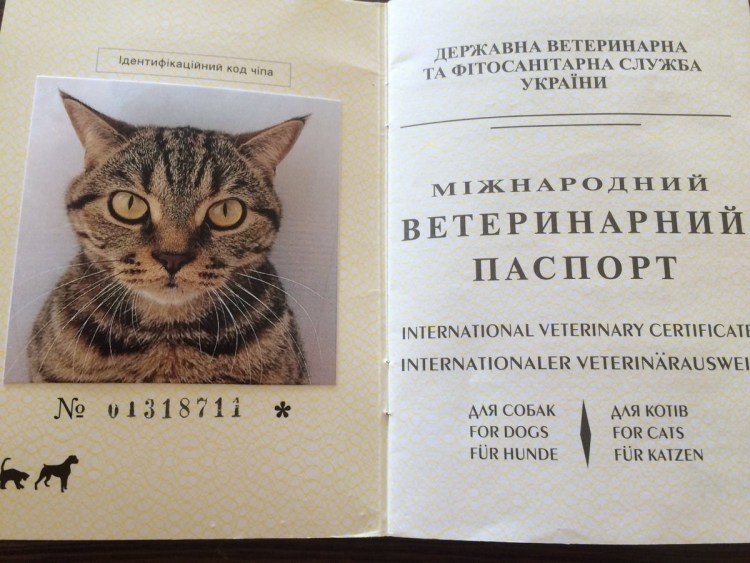 Ідентифікаційний код чіпа
№ 01318711 *
ДЕРЖАВНА ВЕТЕРИНАРНА
ТА ФІТОСАНІТАРНА СЛУЖБА
УКРАЇНИ
МІЖНАРОДНИЙ
ВЕТЕРИНАРНИЙ
ПАСПОРТ
INTERNATIONAL VETERINARY CERTIFICATE
INTERNATIONALER VETERINÄRAUSWEI
ДЛЯ СОБАК
FOR DOGS
FÜR HUNDE
ДЛЯ КОТІВ
FOR CATS
FÜR KATZEN